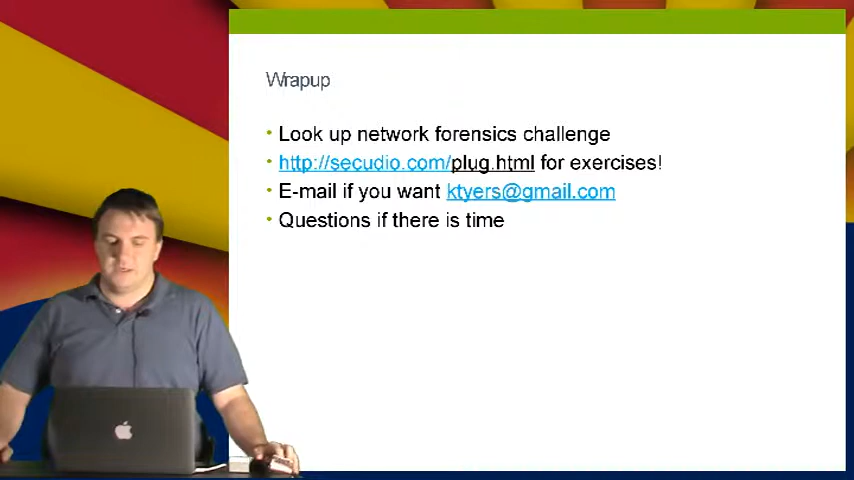 Wrapup
• Look up network forensics challenge
• http://secudio.com/plug.html for exercises!
• E-mail if you want ktyers@gmail.com
• Questions if there is time